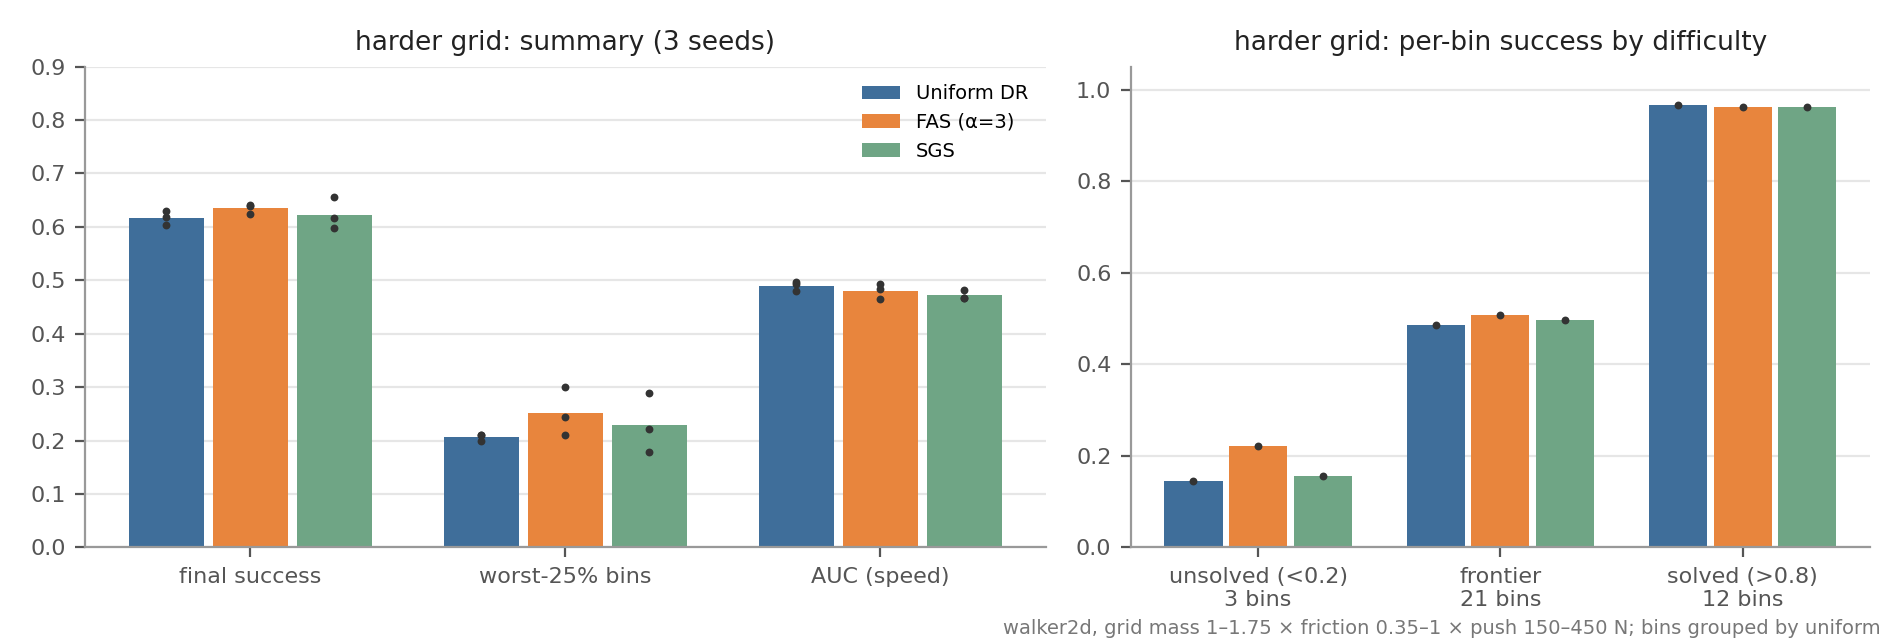 harder grid: summary (3 seeds)
0.9
0.8
0.7
0.6
0.5
0.4
0.3
0.2
0.1
0.0
Uniform DR
FAS (α=3)
SGS
final success
worst-25% bins
AUC (speed)
harder grid: per-bin success by difficulty
1.0
0.8
0.6
0.4
0.2
0.0
unsolved (<0.2)
3 bins
frontier
21 bins
solved (>0.8)
12 bins
walker2d, grid mass 1–1.75 × friction 0.35–1 × push 150–450 N; bins grouped by uniform